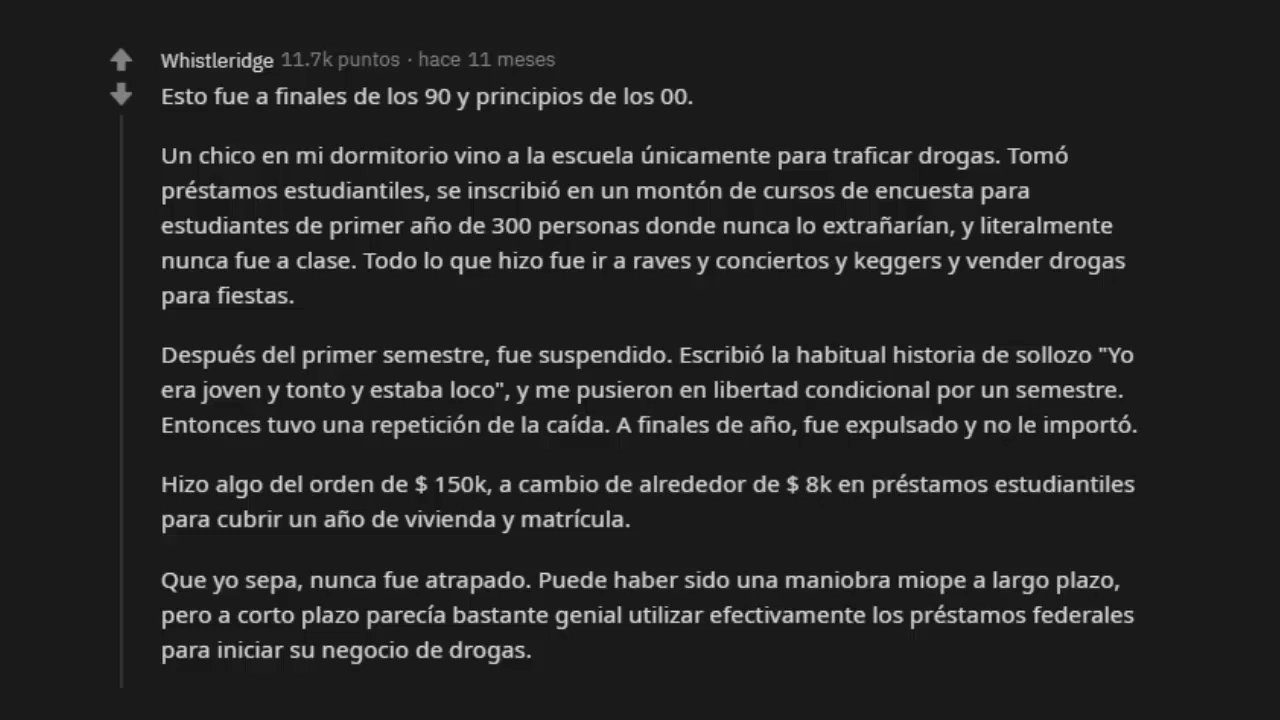 Whistleridge 11.7k puntos · hace 11 meses
Esto fue a finales de los 90 y principios de los 00.
Un chico en mi dormitorio vino a la escuela únicamente para traficar drogas. Tomó
préstamos estudiantiles, se inscribió en un montón de cursos de encuesta para
estudiantes de primer año de 300 personas donde nunca lo extrañarían, y literalmente
nunca fue a clase. Todo lo que hizo fue ir a raves y conciertos y keggers y vender drogas
para fiestas.
Después del primer semestre, fue suspendido. Escribió la habitual historia de sollozo "Yo
era joven y tonto y estaba loco", y me pusieron en libertad condicional por un semestre.
Entonces tuvo una repetición de la caída. A finales de año, fue expulsado y no le importó.
Hizo algo del orden de $ 150k, a cambio de alrededor de $ 8k en préstamos estudiantiles
para cubrir un año de vivienda y matrícula.
Que yo sepa, nunca fue atrapado. Puede haber sido una maniobra miope a largo plazo,
pero a corto plazo parecía bastante genial utilizar efectivamente los préstamos federales
para iniciar su negocio de drogas.